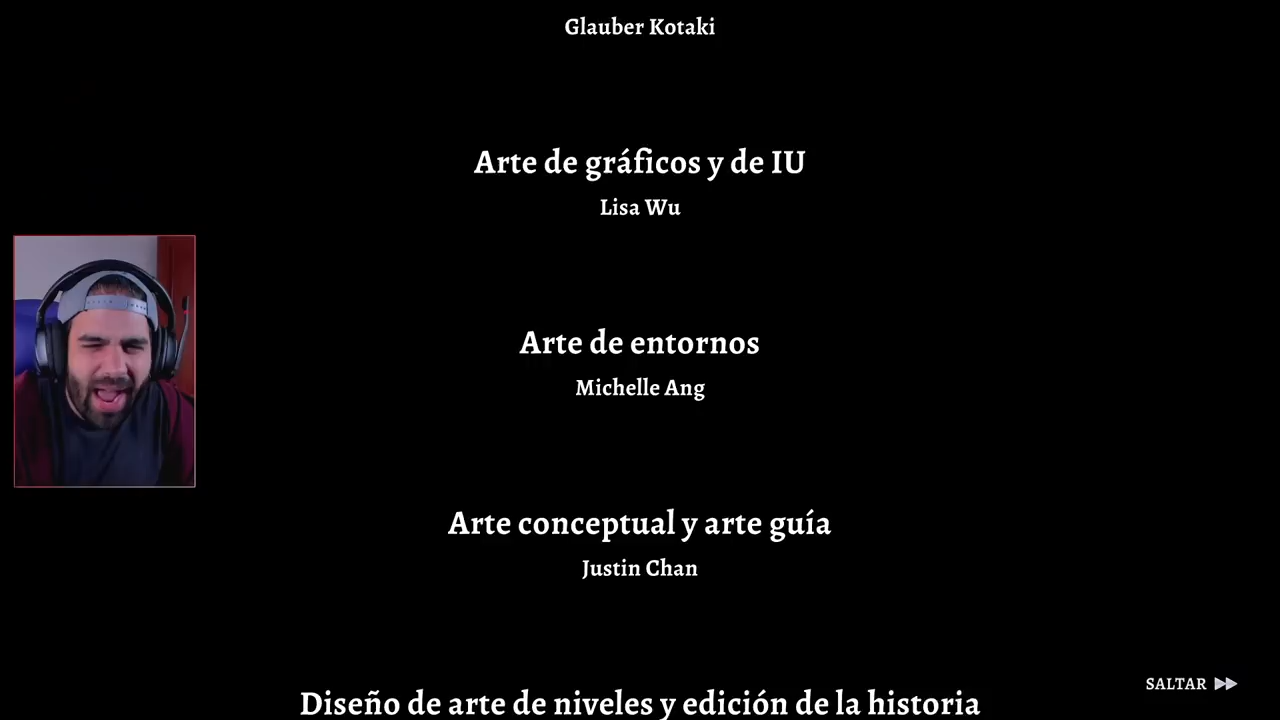 Glauber Kotaki
Arte de gráficos y de IU
Lisa Wu
Arte de entornos
Michelle Ang
Arte conceptual y arte guía
Justin Chan
SALTAR
Diseño de arte de niveles y edición de la historia